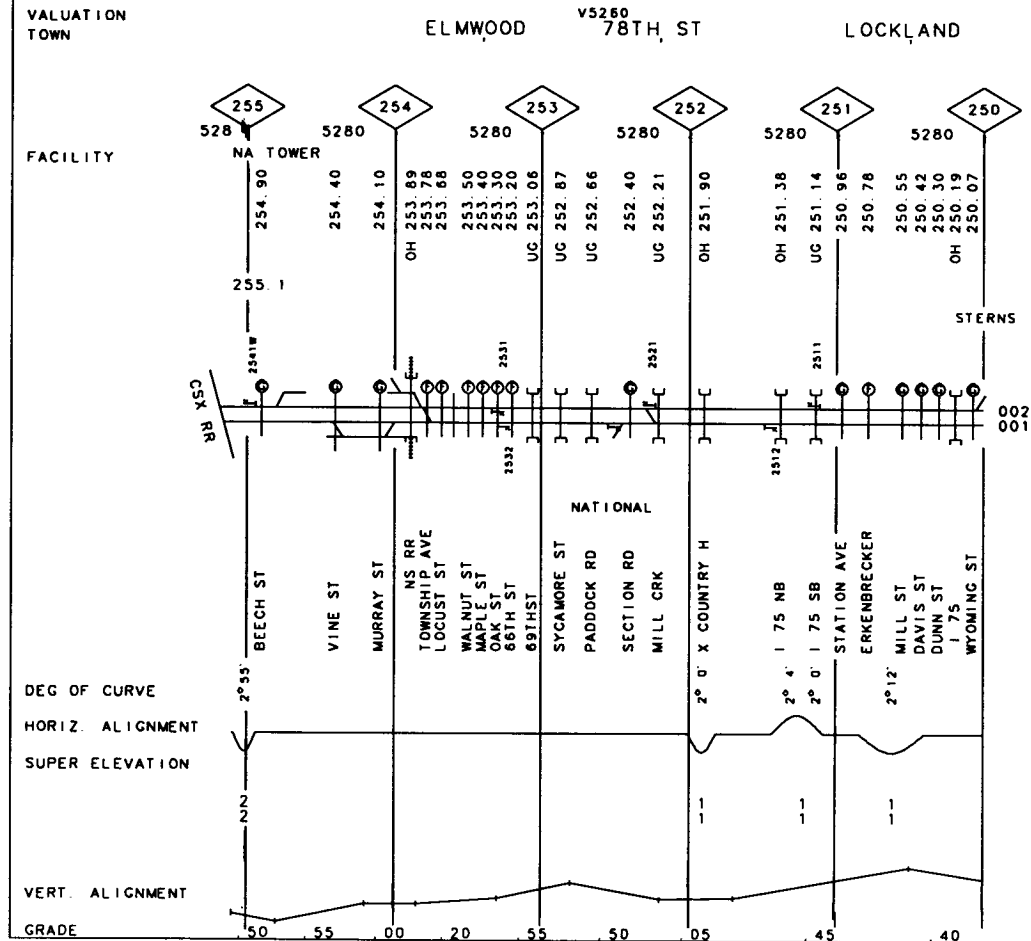 VALUATION
V5260
TOWN ELMWOOD 78TH ST LOCKLAND
255 254 253 252 251 250
528 5280 5280 5280 5280 5280
FACILITY
NA TOWER
254.90
254.40
254.10
OH 253.89
253.78
253.68
253.50
253.40
253.30
253.20
UG 253.06
UG 252.87
UG 252.66
252.40
UG 252.21
OH 251.90
OH 251.38
UG 251.14
250.96
250.78
250.55
250.42
250.30
OH 250.19
250.07
255.1
STERNS
2541W
2531
2521
2511
CSX RR
002
001
2532
2512
NATIONAL
BEECH ST
VINE ST
MURRAY ST
NS RR
TOWNSHIP AVE
LOCUST ST
WALNUT ST
MAPLE ST
OAK ST
66TH ST
69THST
SYCAMORE ST
PADDOCK RD
SECTION RD
MILL CRK
X COUNTRY H
I 75 NB
I 75 SB
STATION AVE
ERKENBRECKER
MILL ST
DAVIS ST
DUNN ST
I 75
WYOMING ST
DEG OF CURVE
2° 55'
2° 0'
2° 4'
2° 0'
2° 12'
HORIZ. ALIGNMENT
SUPER ELEVATION
2 1 1 1
2 1 1 1
VERT. ALIGNMENT
GRADE .50 .55 .00 .20 .55 .50 .05 .45 .40